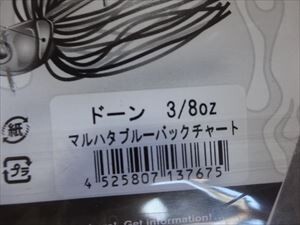 ドーン 3/8oz
マルハタブルーバックチャート
4 525807 137675
紙
プラ
Get information!